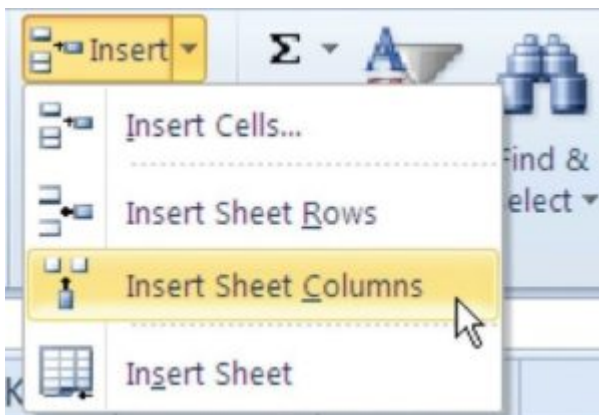 Insert
Σ A
Insert Cells...
Find &
elect
Insert Sheet Rows
Insert Sheet Columns
Insert Sheet
K